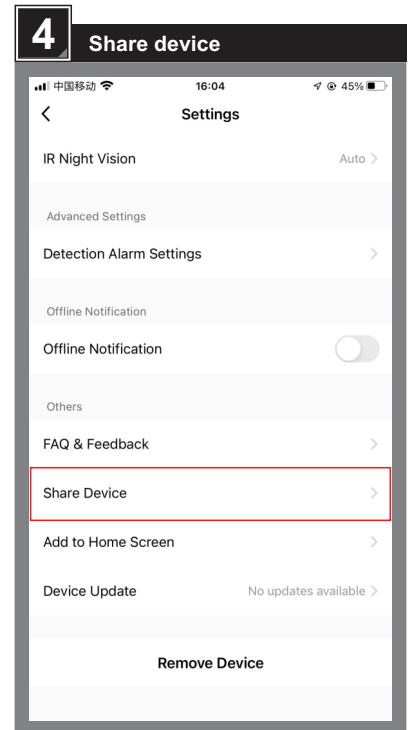 4 Share device
中国移动 16:04 45%
Settings
IR Night Vision Auto >
Advanced Settings
Detection Alarm Settings >
Offline Notification
Offline Notification
Others
FAQ & Feedback >
Share Device >
Add to Home Screen >
Device Update No updates available >
Remove Device